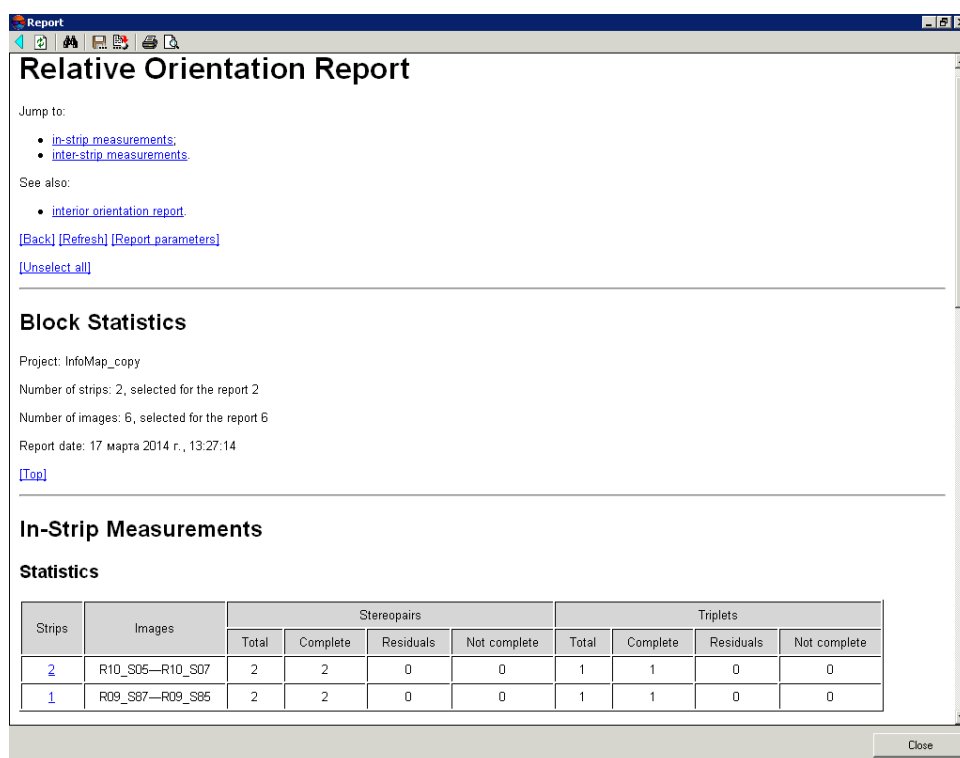 Report
Relative Orientation Report
Jump to:
in-strip measurements;
inter-strip measurements.
See also:
interior orientation report.
[Back] [Refresh] [Report parameters]
[Unselect all]
Block Statistics
Project: InfoMap_copy
Number of strips: 2, selected for the report 2
Number of images: 6, selected for the report 6
Report date: 17 марта 2014 г., 13:27:14
[Top]
In-Strip Measurements
Statistics
Strips Images Stereopairs Triplets
Total Complete Residuals Not complete Total Complete Residuals Not complete
2 R10_S05—R10_S07 2 2 0 0 1 1 0 0
1 R09_S87—R09_S85 2 2 0 0 1 1 0 0
Close